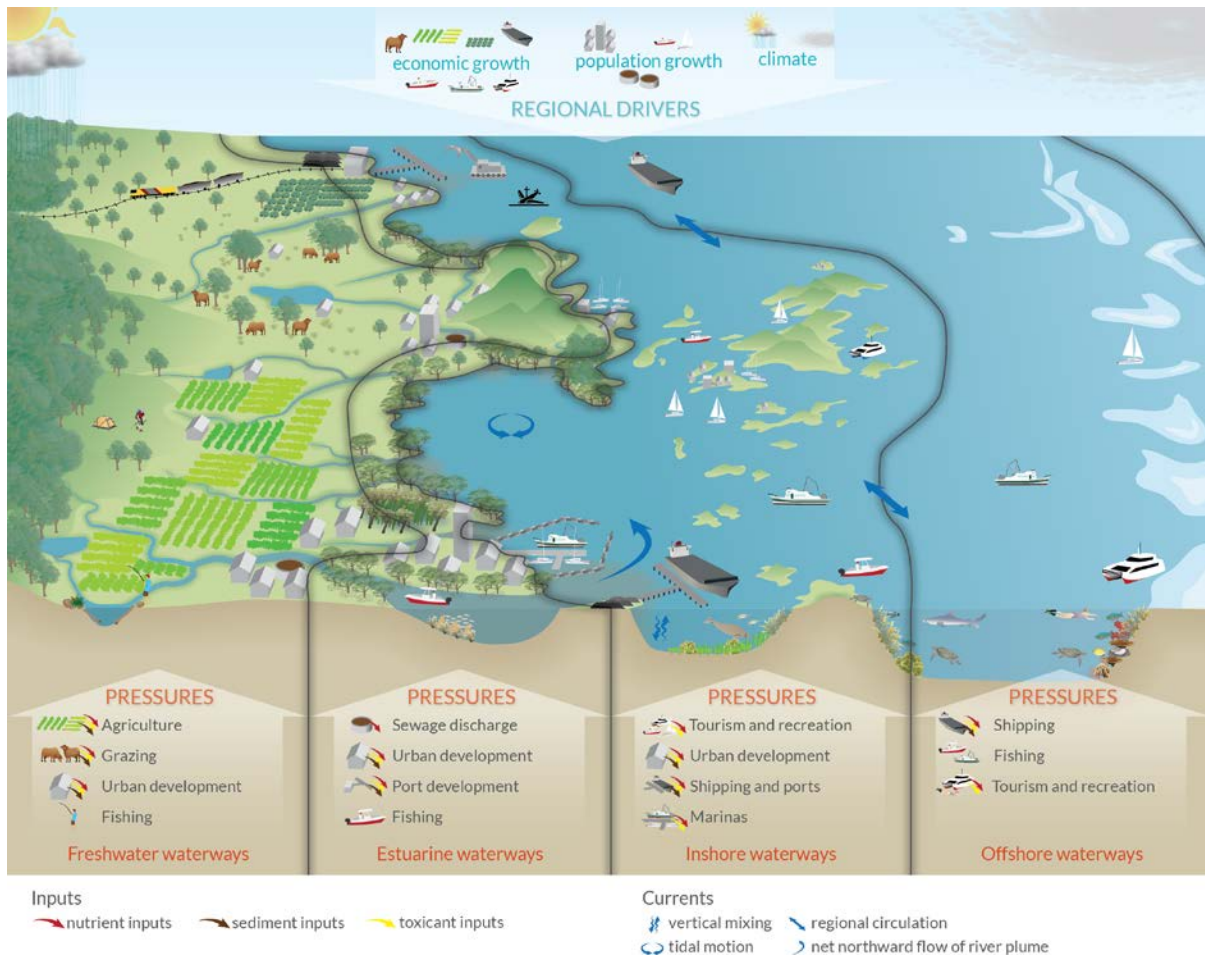 economic growth
population growth
climate
REGIONAL DRIVERS
PRESSURES
Agriculture
Grazing
Urban development
Fishing
Freshwater waterways
PRESSURES
Sewage discharge
Urban development
Port development
Fishing
Estuarine waterways
PRESSURES
Tourism and recreation
Urban development
Shipping and ports
Marinas
Inshore waterways
PRESSURES
Shipping
Fishing
Tourism and recreation
Offshore waterways
Inputs
nutrient inputs
sediment inputs
toxicant inputs
Currents
vertical mixing
regional circulation
tidal motion
net northward flow of river plume